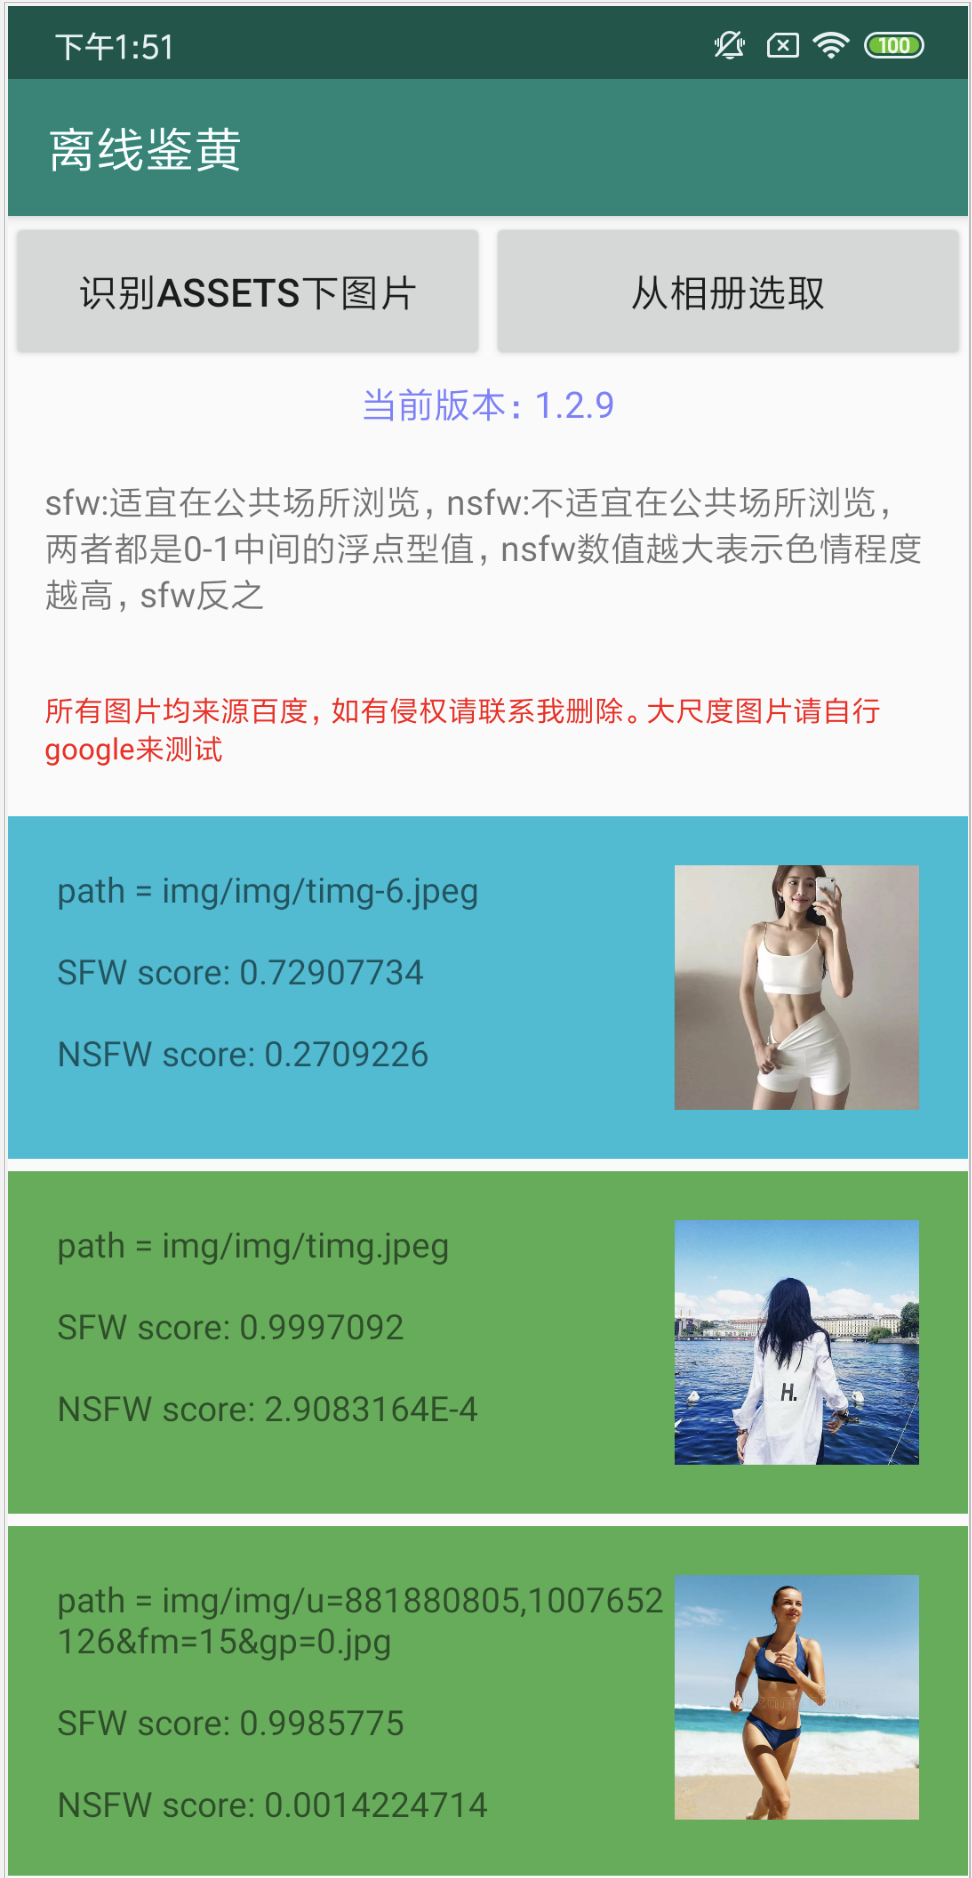 下午1:51
100
离线鉴黄
识别ASSETS下图片
从相册选取
当前版本：1.2.9
sfw:适宜在公共场所浏览，nsfw:不适宜在公共场所浏览，
两者都是0-1中间的浮点型值，nsfw数值越大表示色情程度
越高，sfw反之
所有图片均来源百度，如有侵权请联系我删除。大尺度图片请自行
google来测试
path = img/img/timg-6.jpeg
SFW score: 0.72907734
NSFW score: 0.2709226
path = img/img/timg.jpeg
SFW score: 0.9997092
NSFW score: 2.9083164E-4
H.
path = img/img/u=881880805,1007652
126&fm=15&gp=0.jpg
SFW score: 0.9985775
NSFW score: 0.0014224714